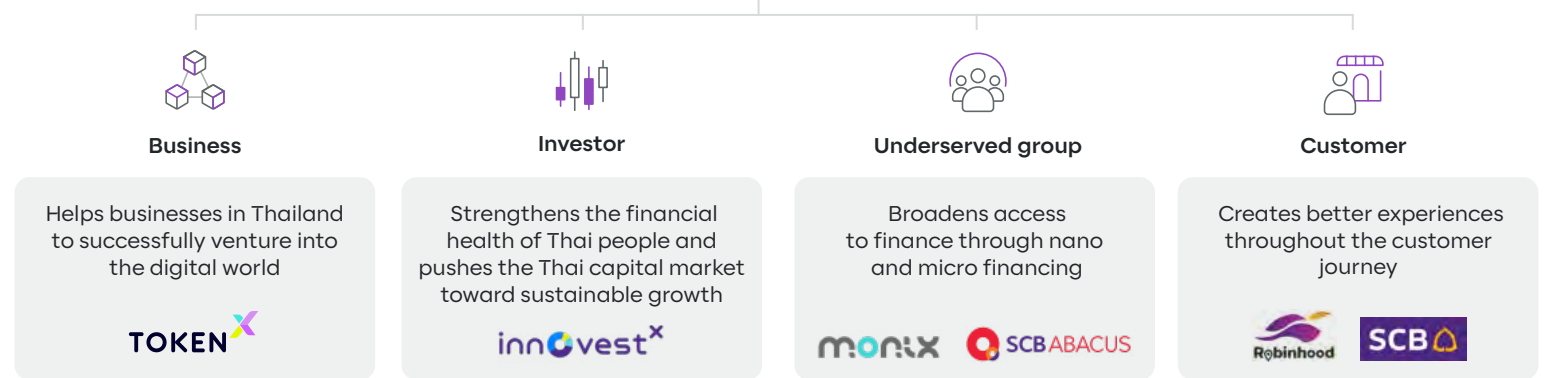 Business
Helps businesses in Thailand
to successfully venture into
the digital world
TOKEN X
Investor
Strengthens the financial
health of Thai people and
pushes the Thai capital market
toward sustainable growth
innovest x
Underserved group
Broadens access
to finance through nano
and micro financing
monix
SCB ABACUS
Customer
Creates better experiences
throughout the customer
journey
Robinhood
SCB